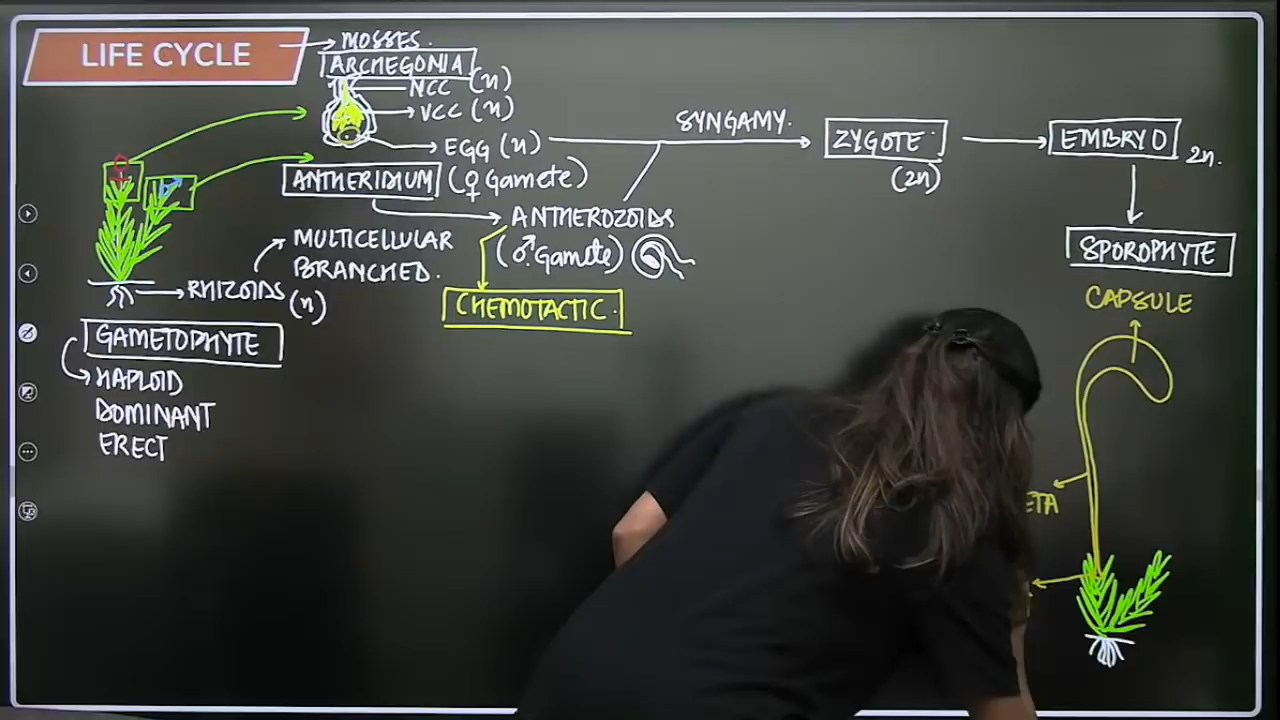 LIFE CYCLE
MOSSES.
ARCHEGONIA
NCC (n)
VCC (n)
EGG (n)
SYNGAMY.
ZYGOTE
(2n)
EMBRYO
2n.
ANTHERIDIUM (♀ Gamete)
ANTHEROZOIDS
(♂ Gamete)
CHEMOTACTIC.
MULTICELLULAR
BRANCHED.
RHIZOIDS
(n)
GAMETOPHYTE
HAPLOID
DOMINANT
ERECT
SPOROPHYTE
CAPSULE
ETA